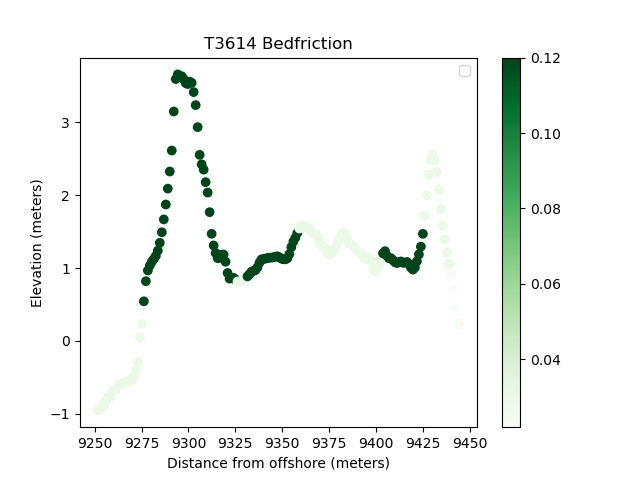 T3614 Bedfriction
Elevation (meters)
3
2
1
0
−1
9250 9275 9300 9325 9350 9375 9400 9425 9450
Distance from offshore (meters)
0.12
0.10
0.08
0.06
0.04